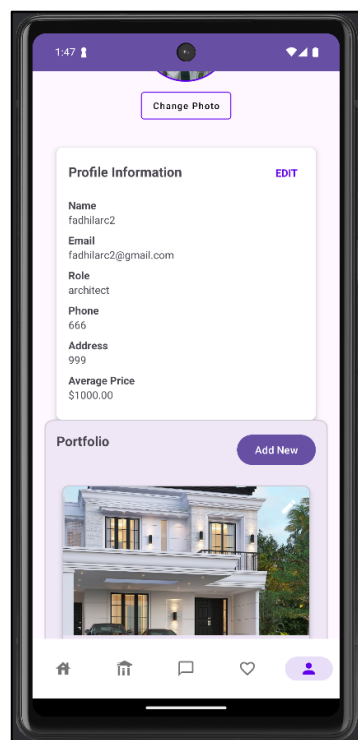 1:47
Change Photo
Profile Information
EDIT
Name
fadhilarc2
Email
fadhilarc2@gmail.com
Role
architect
Phone
666
Address
999
Average Price
$1000.00
Portfolio
Add New